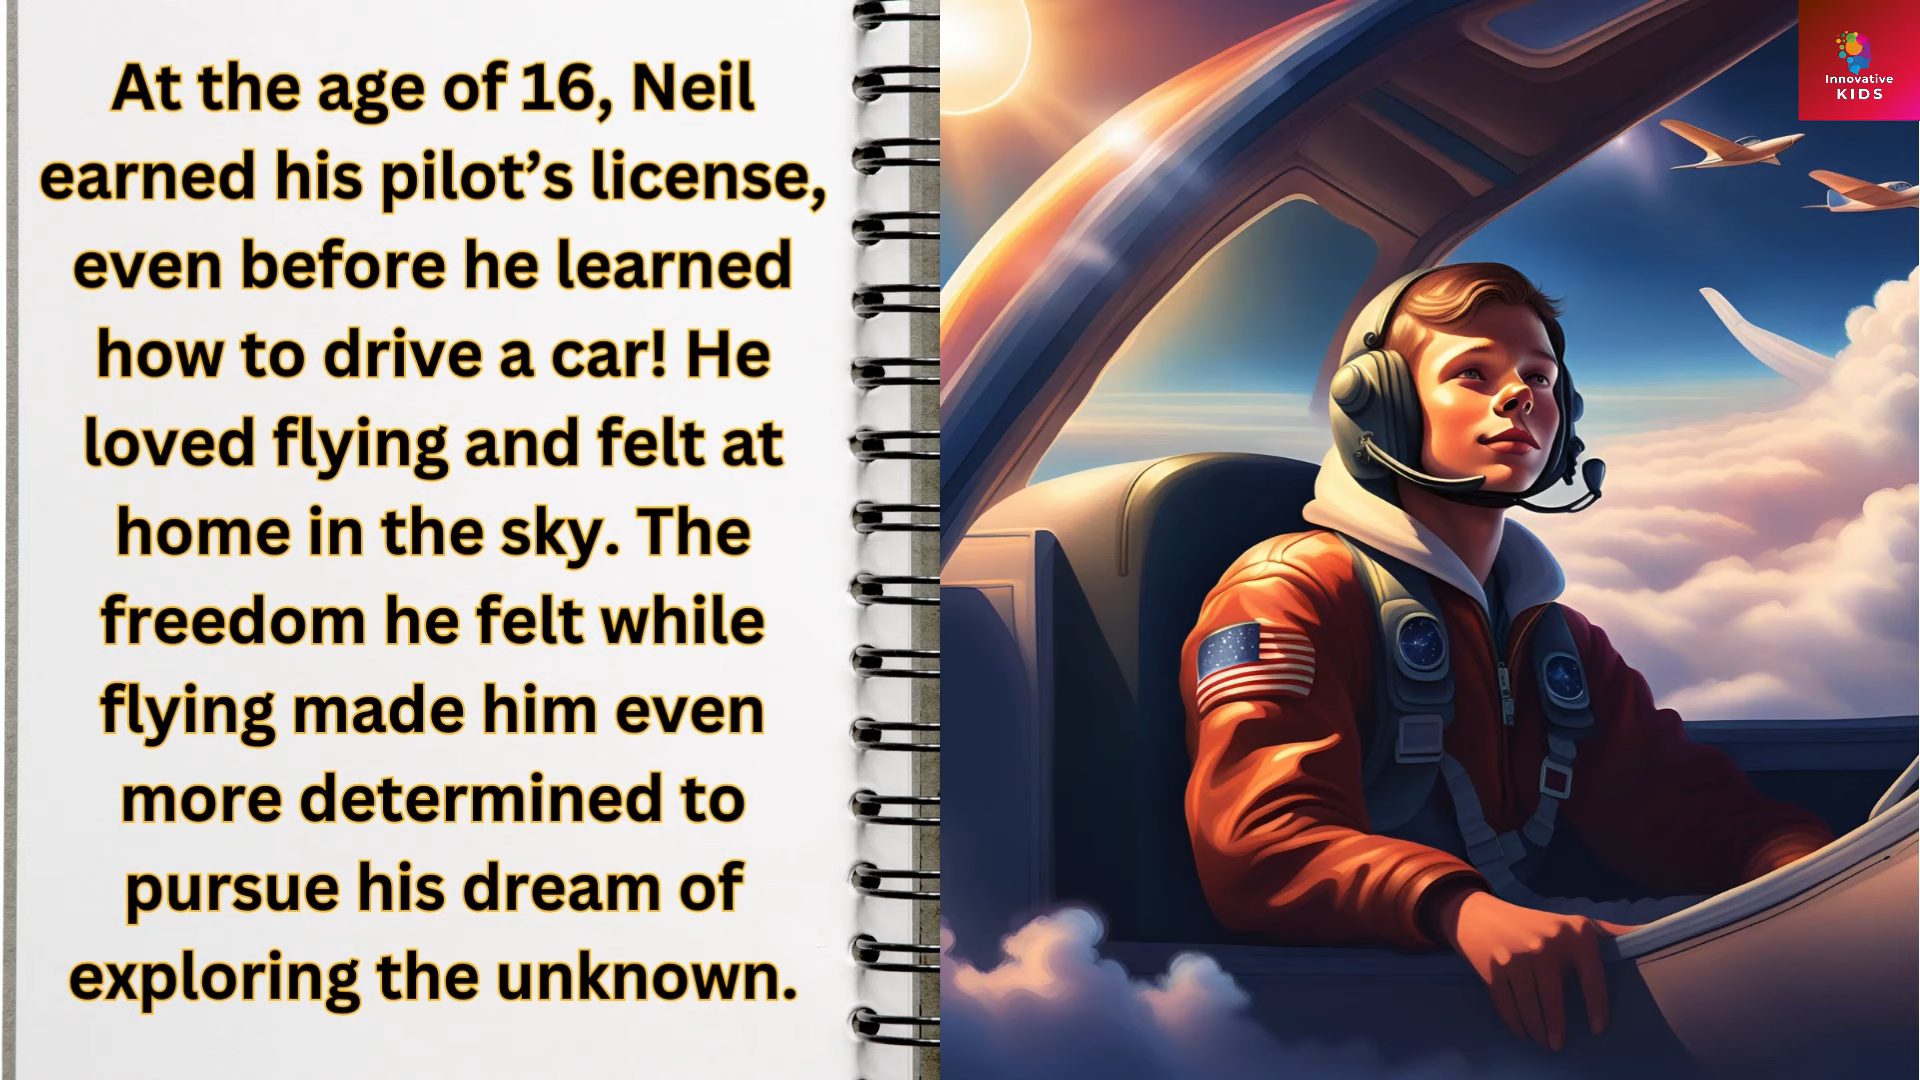 At the age of 16, Neil
earned his pilot’s license,
even before he learned
how to drive a car! He
loved flying and felt at
home in the sky. The
freedom he felt while
flying made him even
more determined to
pursue his dream of
exploring the unknown.
Innovative
KIDS